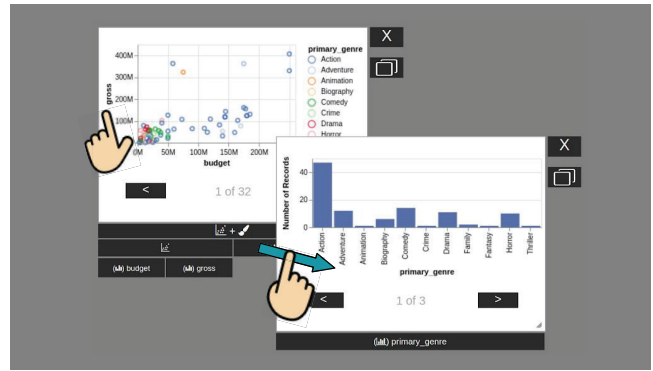 X
primary_genre
400M
Action
Adventure
300M
Animation
Biography
gross
200M
Comedy
Crime
100M
Drama
Horror
0M
50M
100M
150M
200M
budget
<
1 of 32
+
budget
gross
X
Number of Records
40
20
0
Action
Adventure
Animation
Biography
Comedy
Crime
Drama
Family
Fantasy
Horror
Thriller
primary_genre
<
1 of 3
>
primary_genre